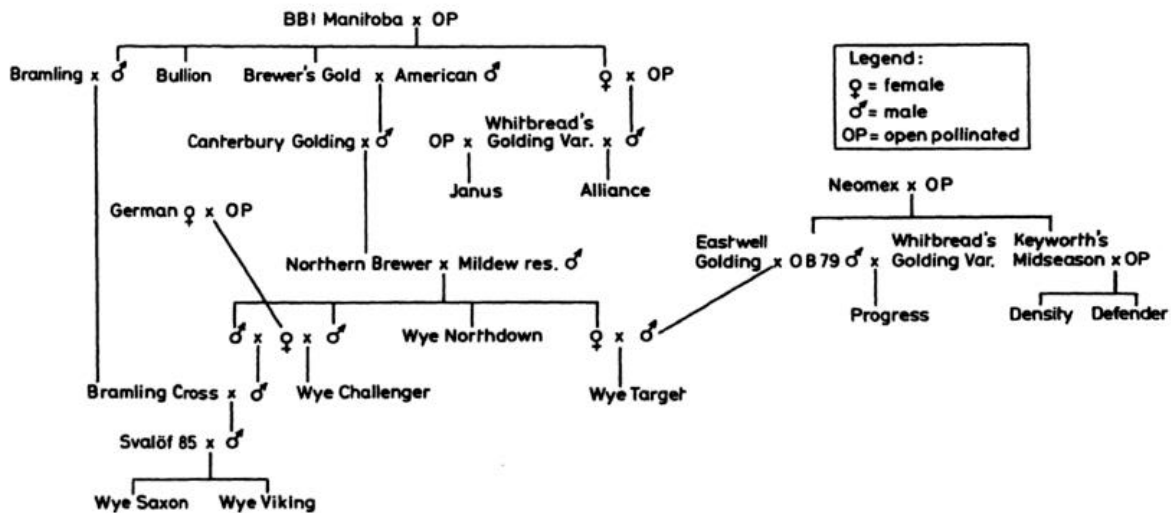 BB1 Manitoba x OP
Bramling x ♂ Bullion Brewer's Gold x American ♂ ♀ x OP
Legend:
♀ = female
♂ = male
OP = open pollinated
Canterbury Golding x ♂ OP x Whitbread's Golding Var. x ♂
Janus Alliance
Neomex x OP
German ♀ x OP
Eastwell Golding x OB79 ♂ x Whitbread's Golding Var. Keyworth's Midseason x OP
Northern Brewer x Mildew res. ♂
Progress Density Defender
♂ x ♀ x ♂ Wye Northdown ♀ x ♂
Bramling Cross x ♂ Wye Challenger Wye Target
Svalöf 85 x ♂
Wye Saxon Wye Viking